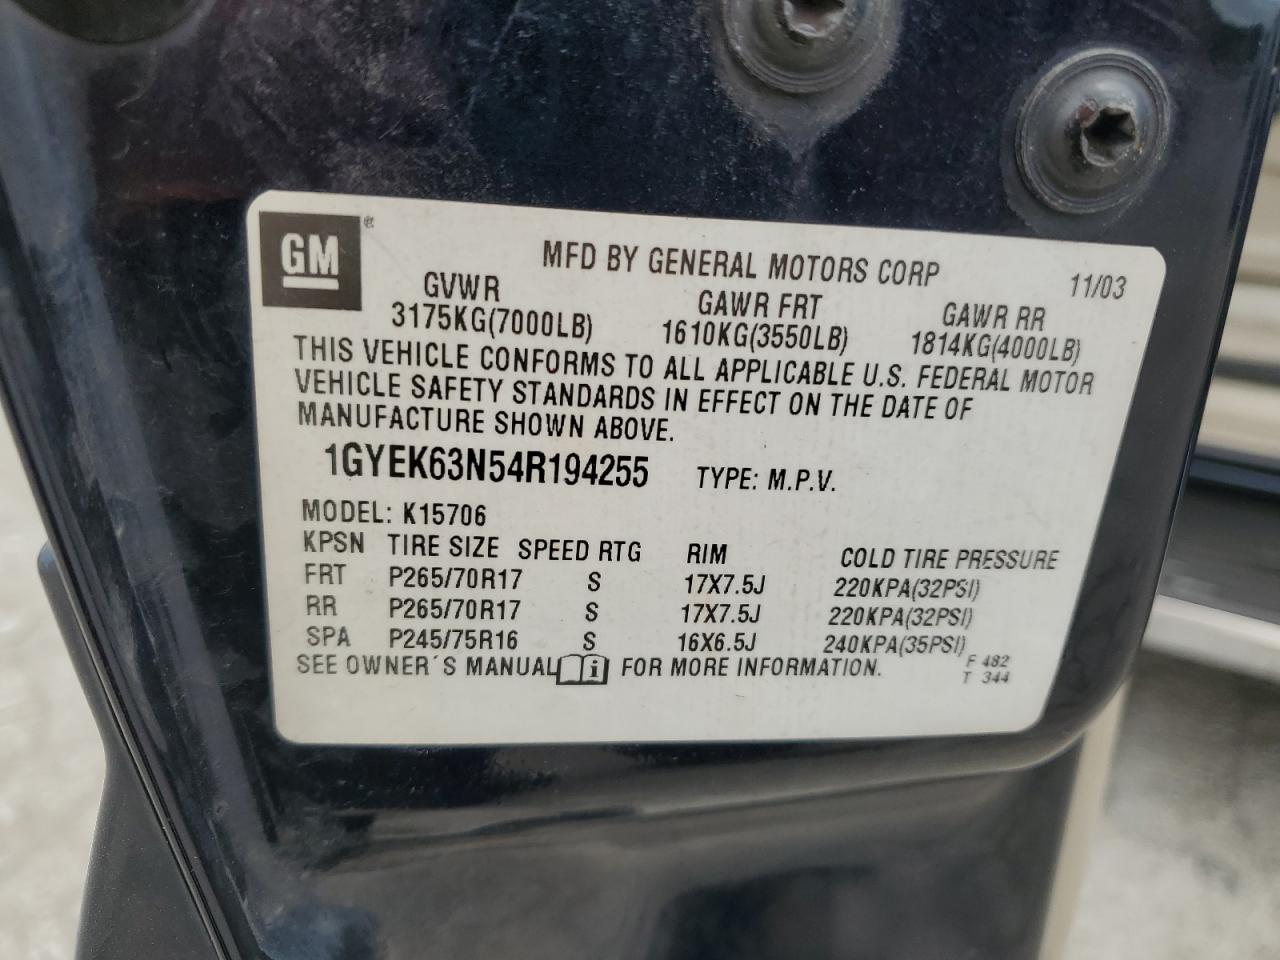 GM ®
MFD BY GENERAL MOTORS CORP 11/03
GVWR GAWR FRT GAWR RR
3175KG(7000LB) 1610KG(3550LB) 1814KG(4000LB)
THIS VEHICLE CONFORMS TO ALL APPLICABLE U.S. FEDERAL MOTOR
VEHICLE SAFETY STANDARDS IN EFFECT ON THE DATE OF
MANUFACTURE SHOWN ABOVE.
1GYEK63N54R194255 TYPE: M.P.V.
MODEL: K15706
KPSN TIRE SIZE SPEED RTG RIM COLD TIRE PRESSURE
FRT P265/70R17 S 17X7.5J 220KPA(32PSI)
RR P265/70R17 S 17X7.5J 220KPA(32PSI)
SPA P245/75R16 S 16X6.5J 240KPA(35PSI)
SEE OWNER´S MANUAL i FOR MORE INFORMATION.
F 482
T 344